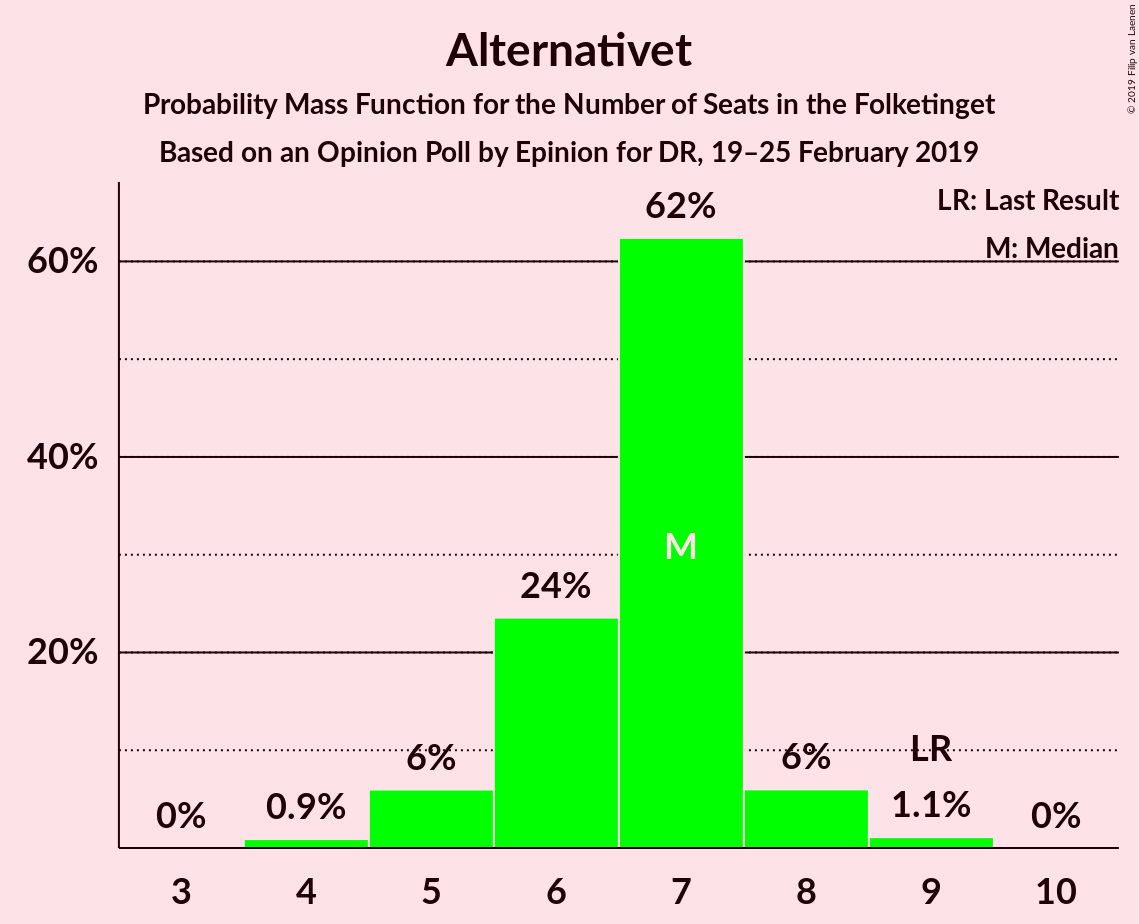 Alternativet
Probability Mass Function for the Number of Seats in the Folketinget
Based on an Opinion Poll by Epinion for DR, 19–25 February 2019
© 2019 Filip van Laenen
LR: Last Result
M: Median
62%
60%
40%
20%
M
24%
0%
0.9%
6%
6%
LR
1.1%
0%
3 4 5 6 7 8 9 10